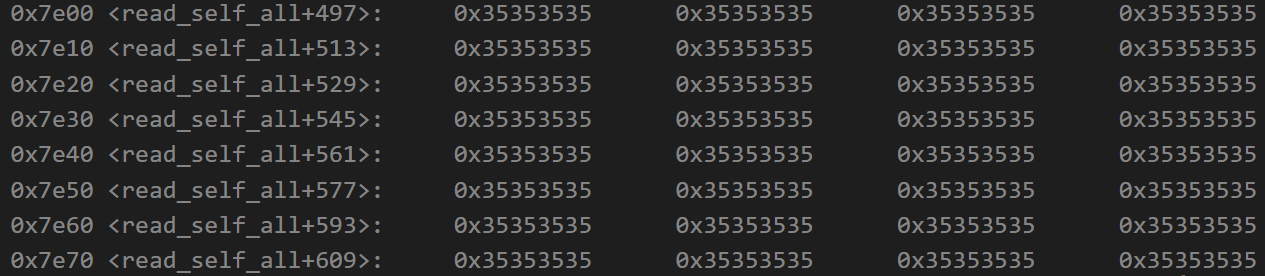 0x7e00 <read_self_all+497>: 0x35353535 0x35353535 0x35353535 0x35353535
0x7e10 <read_self_all+513>: 0x35353535 0x35353535 0x35353535 0x35353535
0x7e20 <read_self_all+529>: 0x35353535 0x35353535 0x35353535 0x35353535
0x7e30 <read_self_all+545>: 0x35353535 0x35353535 0x35353535 0x35353535
0x7e40 <read_self_all+561>: 0x35353535 0x35353535 0x35353535 0x35353535
0x7e50 <read_self_all+577>: 0x35353535 0x35353535 0x35353535 0x35353535
0x7e60 <read_self_all+593>: 0x35353535 0x35353535 0x35353535 0x35353535
0x7e70 <read_self_all+609>: 0x35353535 0x35353535 0x35353535 0x35353535